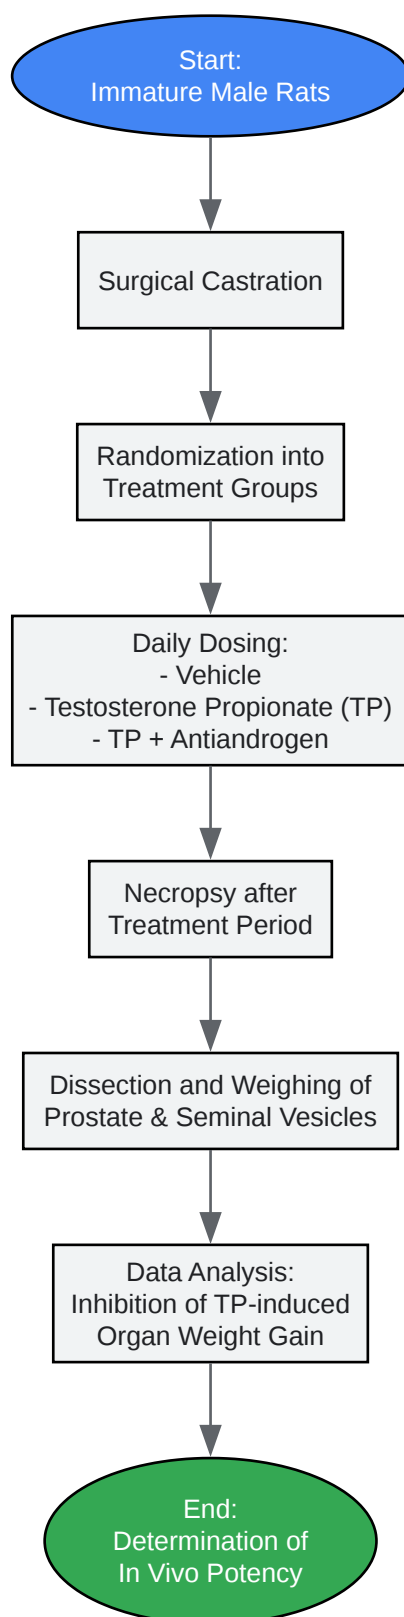 Start:
Immature Male Rats
Surgical Castration
Randomization into
Treatment Groups
Daily Dosing:
- Vehicle
- Testosterone Propionate (TP)
- TP + Antiandrogen
Necropsy after
Treatment Period
Dissection and Weighing of
Prostate & Seminal Vesicles
Data Analysis:
Inhibition of TP-induced
Organ Weight Gain
End:
Determination of
In Vivo Potency